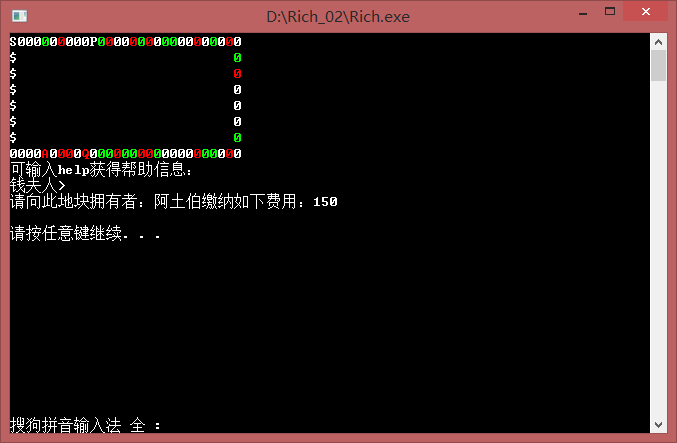 D:\Rich_02\Rich.exe
S000000000P000000000000000000
$ 0
$ 0
$ 0
$ 0
$ 0
$ 0
0000A0000Q0000000000000000000
可输入help获得帮助信息:
钱夫人>
请向此地块拥有者: 阿土伯缴纳如下费用: 150
请按任意键继续. . .
搜狗拼音输入法 全 :